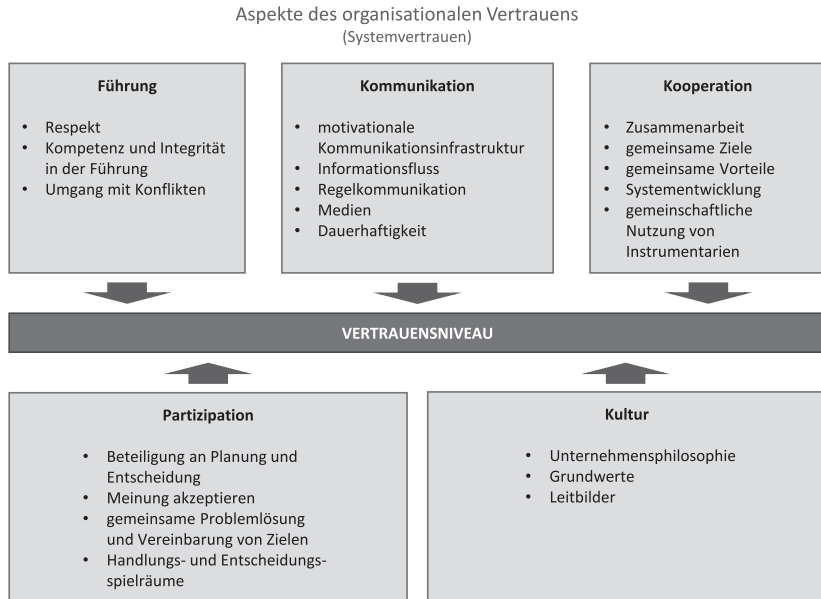 Aspekte des organisationalen Vertrauens
(Systemvertrauen)
Führung
• Respekt
• Kompetenz und Integrität
in der Führung
• Umgang mit Konflikten
Kommunikation
• motivationale
Kommunikationsinfrastruktur
• Informationsfluss
• Regelkommunikation
• Medien
• Dauerhaftigkeit
Kooperation
• Zusammenarbeit
• gemeinsame Ziele
• gemeinsame Vorteile
• Systementwicklung
• gemeinschaftliche
Nutzung von
Instrumentarien
VERTRAUENSNIVEAU
Partizipation
• Beteiligung an Planung und
Entscheidung
• Meinung akzeptieren
• gemeinsame Problemlösung
und Vereinbarung von Zielen
• Handlungs- und Entscheidungs-
spielräume
Kultur
• Unternehmensphilosophie
• Grundwerte
• Leitbilder